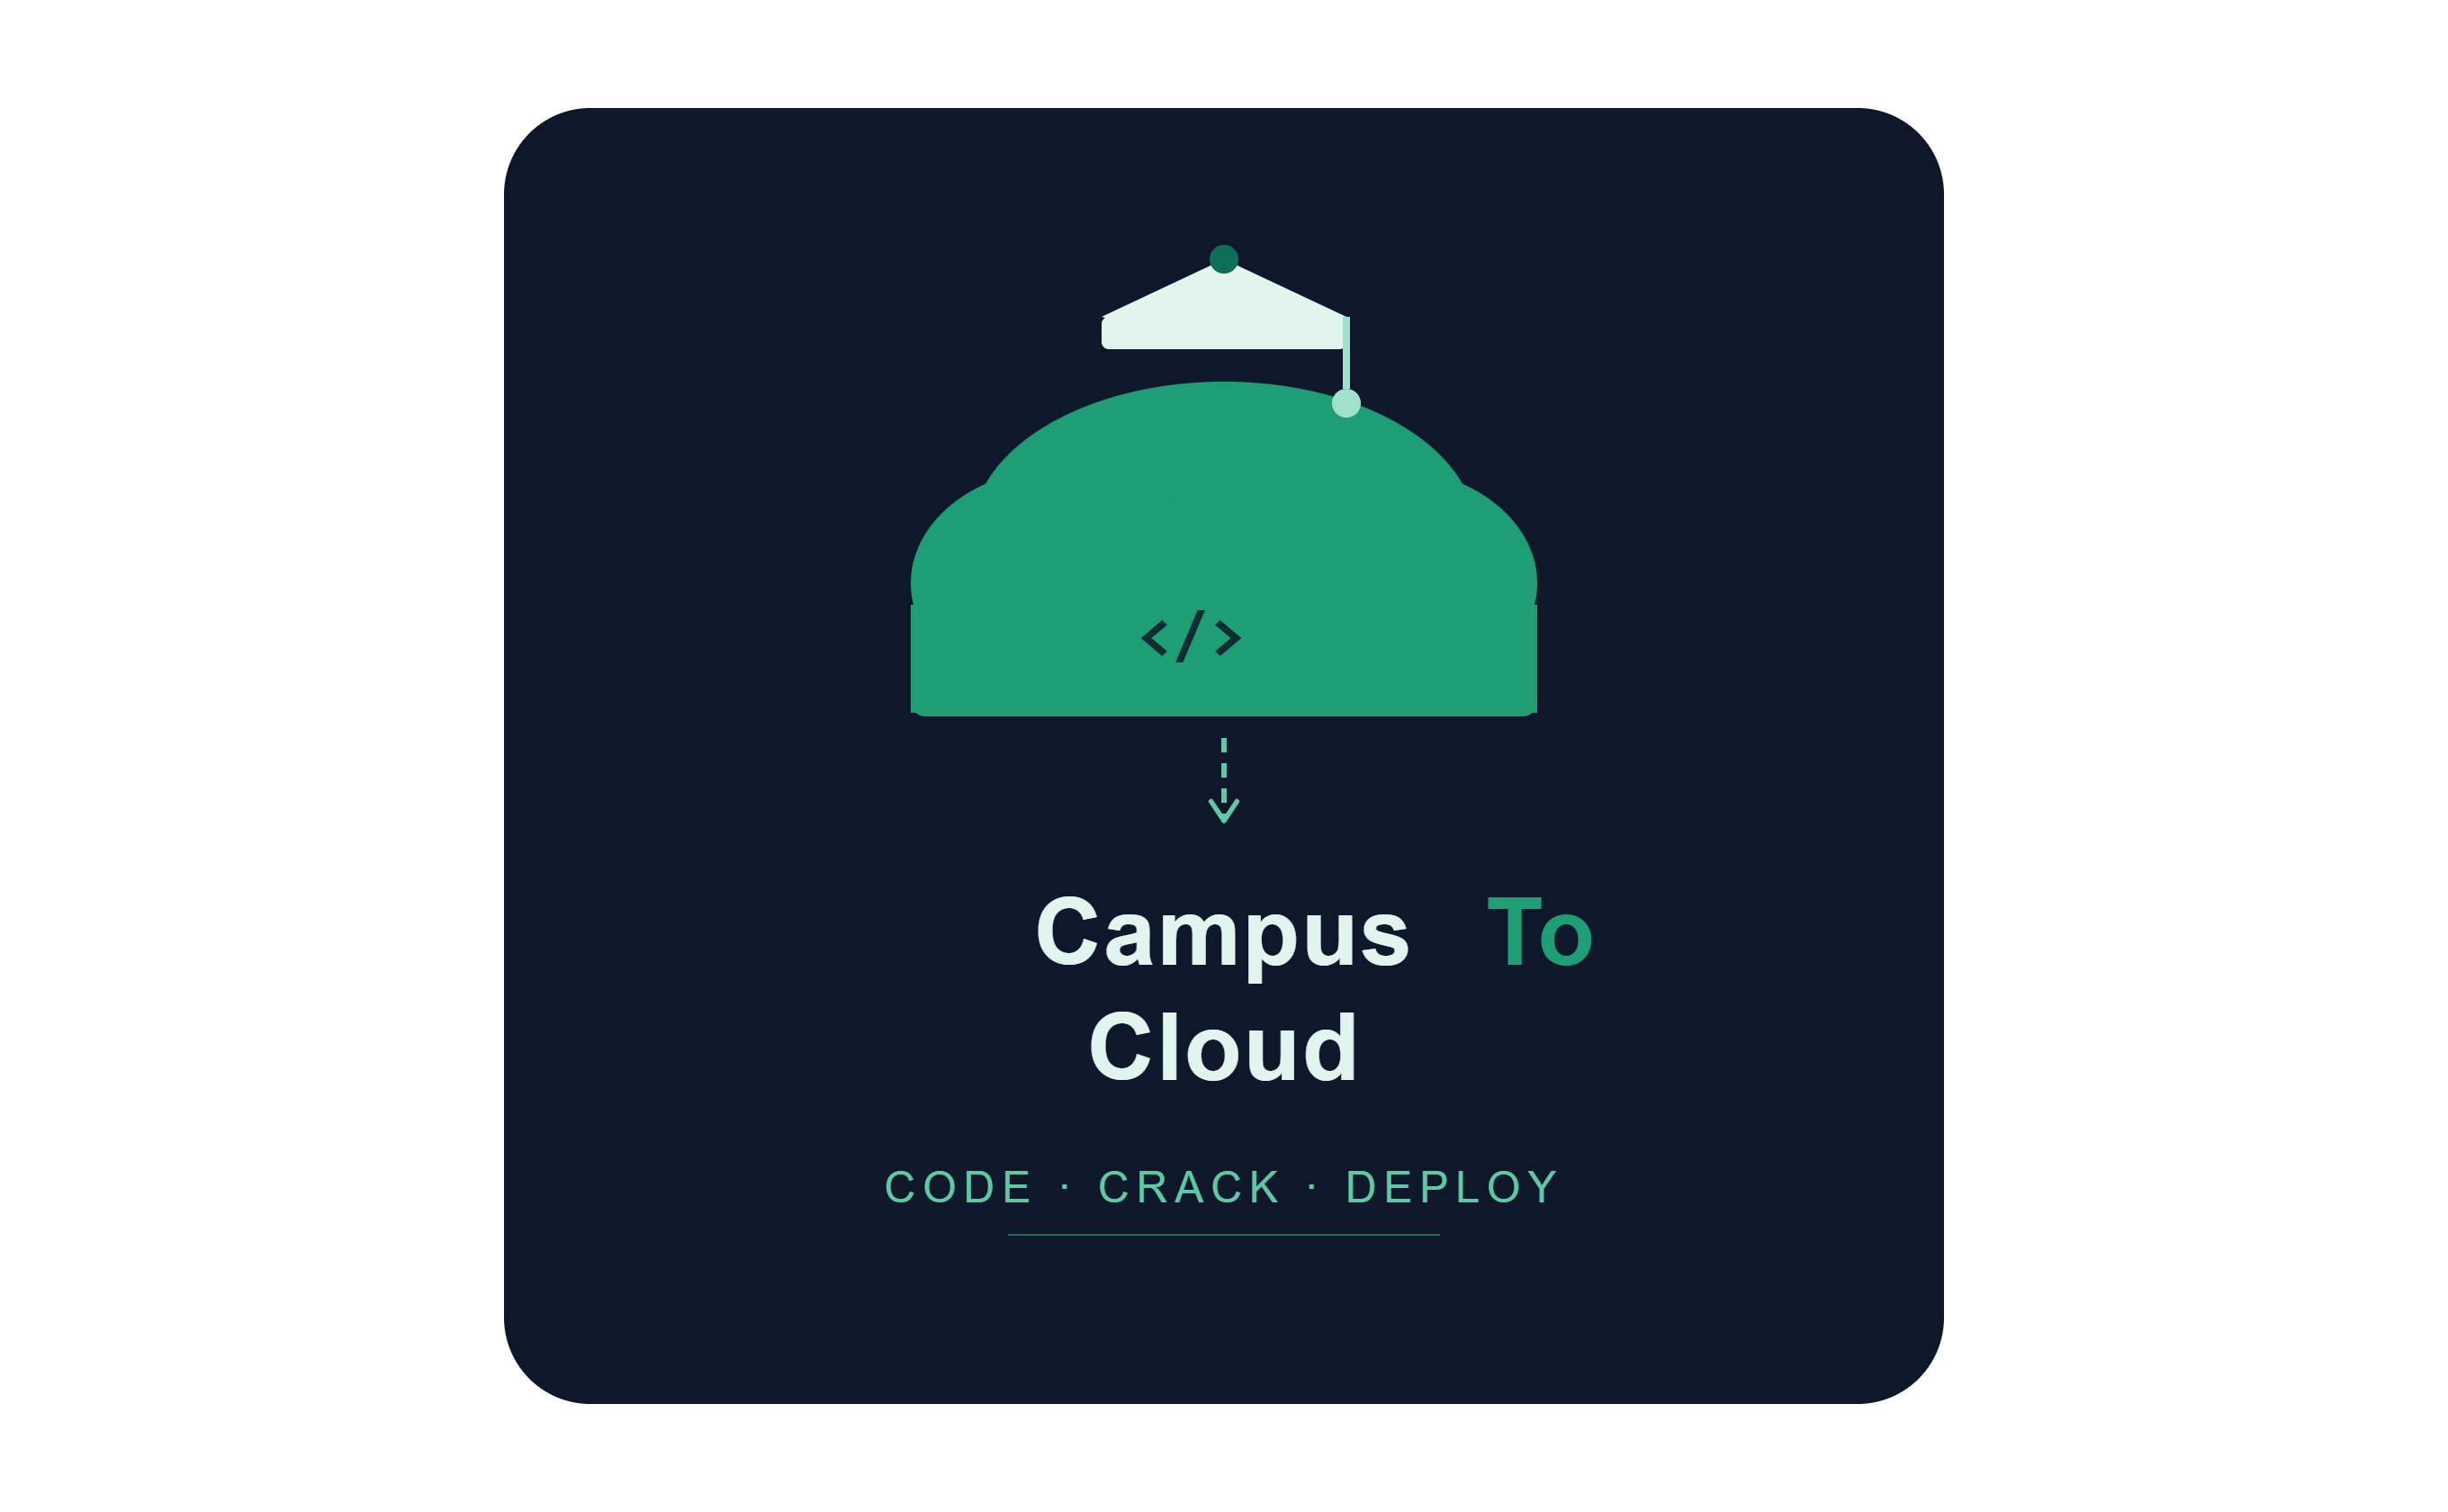 </>
Campus To
Cloud
CODE · CRACK · DEPLOY